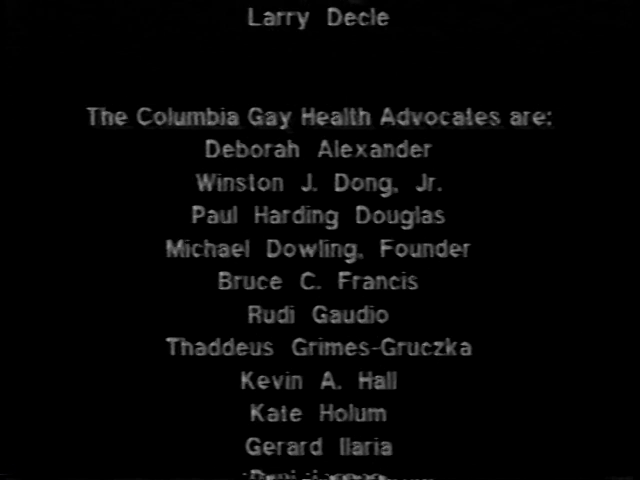 Larry Decle
The Columbia Gay Health Advocates are:
Deborah Alexander
Winston J. Dong, Jr.
Paul Harding Douglas
Michael Dowling, Founder
Bruce C. Francis
Rudi Gaudio
Thaddeus Grimes-Gruczka
Kevin A. Hall
Kate Holum
Gerard Ilaria